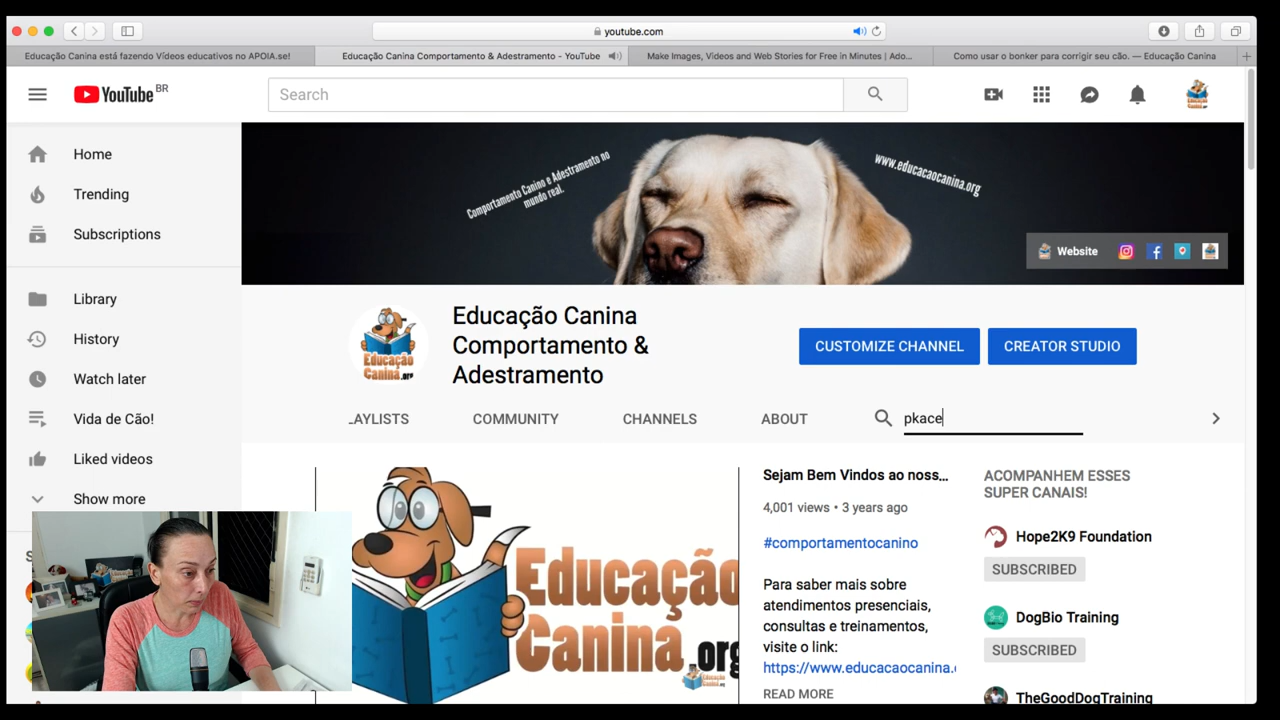 youtube.com
Educação Canina está fazendo Vídeos educativos no APOIA.se!
Educação Canina Comportamento & Adestramento - YouTube
Make Images, Videos and Web Stories for Free in Minutes | Ado...
Como usar o bonker para corrigir seu cão. — Educação Canina
YouTube BR
Search
Home
Trending
Subscriptions
Library
History
Watch later
Vida de Cão!
Liked videos
Show more
Comportamento Canino e Adestramento no
mundo real.
www.educacaocanina.org
Website
Educação
Canina.org
Educação Canina
Comportamento &
Adestramento
CUSTOMIZE CHANNEL
CREATOR STUDIO
LAYLISTS
COMMUNITY
CHANNELS
ABOUT
pkace
Educação
Canina.org
Sejam Bem Vindos ao noss...
4,001 views • 3 years ago
#comportamentocanino
Para saber mais sobre
atendimentos presenciais,
consultas e treinamentos,
visite o link:
https://www.educacaocanina.
READ MORE
ACOMPANHEM ESSES
SUPER CANAIS!
Hope2K9 Foundation
SUBSCRIBED
DogBio Training
SUBSCRIBED
TheGoodDogTraining